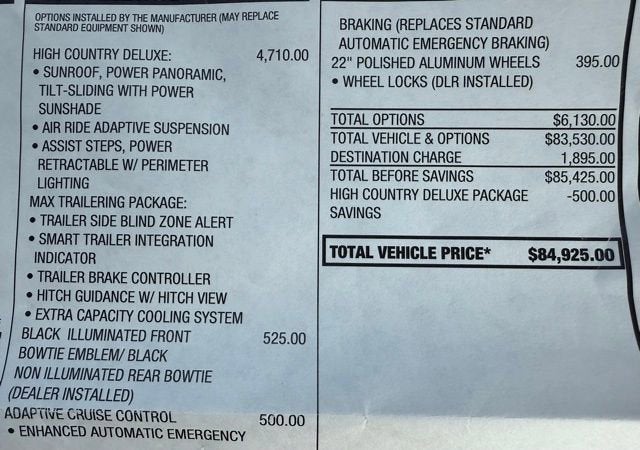 OPTIONS INSTALLED BY THE MANUFACTURER (MAY REPLACE
STANDARD EQUIPMENT SHOWN)
HIGH COUNTRY DELUXE: 4,710.00
• SUNROOF, POWER PANORAMIC,
TILT-SLIDING WITH POWER
SUNSHADE
• AIR RIDE ADAPTIVE SUSPENSION
• ASSIST STEPS, POWER
RETRACTABLE W/ PERIMETER
LIGHTING
MAX TRAILERING PACKAGE:
• TRAILER SIDE BLIND ZONE ALERT
• SMART TRAILER INTEGRATION
INDICATOR
• TRAILER BRAKE CONTROLLER
• HITCH GUIDANCE W/ HITCH VIEW
• EXTRA CAPACITY COOLING SYSTEM
BLACK ILLUMINATED FRONT 525.00
BOWTIE EMBLEM/ BLACK
NON ILLUMINATED REAR BOWTIE
(DEALER INSTALLED)
ADAPTIVE CRUISE CONTROL 500.00
• ENHANCED AUTOMATIC EMERGENCY
BRAKING (REPLACES STANDARD
AUTOMATIC EMERGENCY BRAKING)
22" POLISHED ALUMINUM WHEELS 395.00
• WHEEL LOCKS (DLR INSTALLED)
TOTAL OPTIONS $6,130.00
TOTAL VEHICLE & OPTIONS $83,530.00
DESTINATION CHARGE 1,895.00
TOTAL BEFORE SAVINGS $85,425.00
HIGH COUNTRY DELUXE PACKAGE -500.00
SAVINGS
TOTAL VEHICLE PRICE* $84,925.00